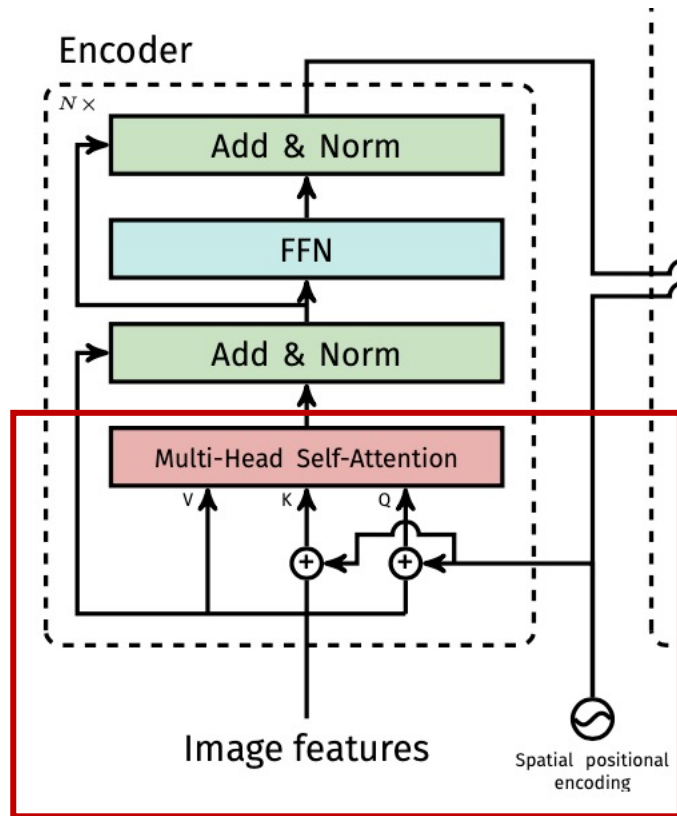 Encoder
N ×
Add & Norm
FFN
Add & Norm
Multi-Head Self-Attention
V K Q
+ +
Image features
Spatial positional
encoding